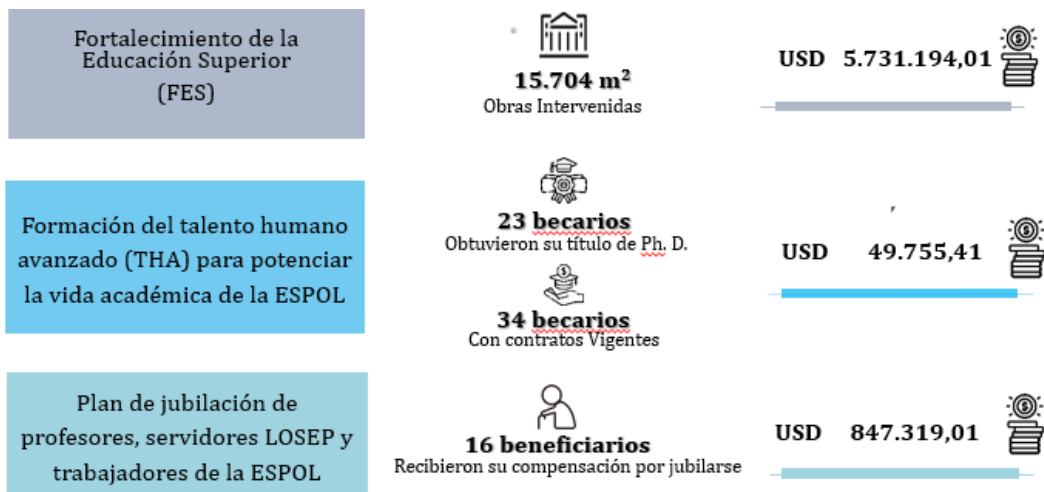 Fortalecimiento de la
Educación Superior
(FES)
15.704 m²
Obras Intervenidas
USD 5.731.194,01
Formación del talento humano
avanzado (THA) para potenciar
la vida académica de la ESPOL
23 becarios
Obtuvieron su título de Ph. D.
34 becarios
Con contratos Vigentes
USD 49.755,41
Plan de jubilación de
profesores, servidores LOSEP y
trabajadores de la ESPOL
16 beneficiarios
Recibieron su compensación por jubilarse
USD 847.319,01